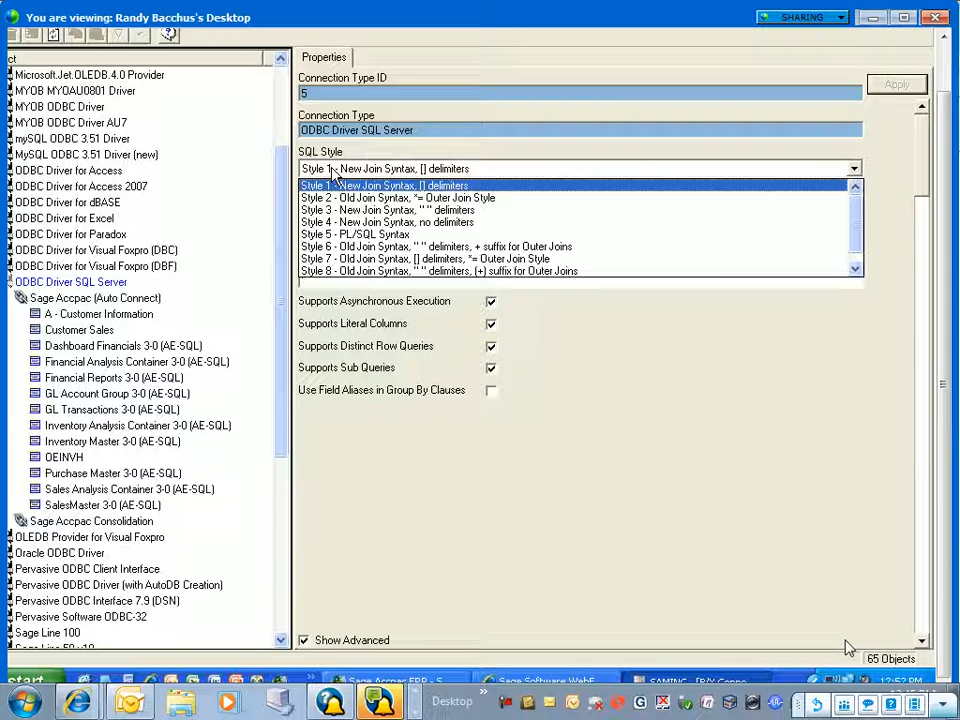 You are viewing: Randy Bacchus's Desktop
SHARING
ct
Microsoft.Jet.OLEDB.4.0 Provider
MYOB MYOAU0801 Driver
MYOB ODBC Driver
MYOB ODBC Driver AU7
mySQL ODBC 3.51 Driver
MySQL ODBC 3.51 Driver (new)
ODBC Driver for Access
ODBC Driver for Access 2007
ODBC Driver for dBASE
ODBC Driver for Excel
ODBC Driver for Paradox
ODBC Driver for Visual Foxpro (DBC)
ODBC Driver for Visual Foxpro (DBF)
ODBC Driver SQL Server
Sage Accpac (Auto Connect)
A - Customer Information
Customer Sales
Dashboard Financials 3-0 (AE-SQL)
Financial Analysis Container 3-0 (AE-SQL)
Financial Reports 3-0 (AE-SQL)
GL Account Group 3-0 (AE-SQL)
GL Transactions 3-0 (AE-SQL)
Inventory Analysis Container 3-0 (AE-SQL)
Inventory Master 3-0 (AE-SQL)
OEINVH
Purchase Master 3-0 (AE-SQL)
Sales Analysis Container 3-0 (AE-SQL)
SalesMaster 3-0 (AE-SQL)
Sage Accpac Consolidation
OLEDB Provider for Visual Foxpro
Oracle ODBC Driver
Pervasive ODBC Client Interface
Pervasive ODBC Driver (with AutoDB Creation)
Pervasive ODBC Interface 7.9 (DSN)
Pervasive Software ODBC-32
Sage Line 100
Properties
Connection Type ID
5
Apply
Connection Type
ODBC Driver SQL Server
SQL Style
Style 1 - New Join Syntax, [] delimiters
Style 1 - New Join Syntax, [] delimiters
Style 2 - Old Join Syntax, *= Outer Join Style
Style 3 - New Join Syntax, " " delimiters
Style 4 - New Join Syntax, no delimiters
Style 5 - PL/SQL Syntax
Style 6 - Old Join Syntax, " " delimiters, + suffix for Outer Joins
Style 7 - Old Join Syntax, [] delimiters, *= Outer Join Style
Style 8 - Old Join Syntax, " " delimiters, (+) suffix for Outer Joins
Supports Asynchronous Execution
Supports Literal Columns
Supports Distinct Row Queries
Supports Sub Queries
Use Field Aliases in Group By Clauses
Show Advanced
65 Objects
start
12:52 PM
Desktop